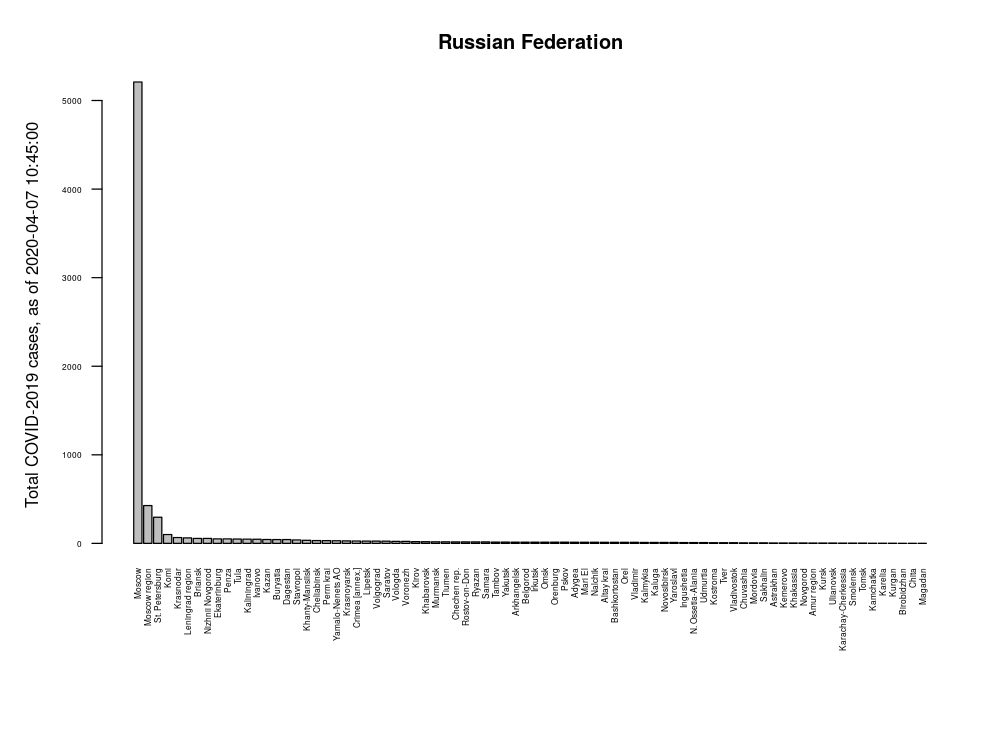 Russian Federation
Total COVID-2019 cases, as of 2020-04-07 10:45:00
5000
4000
3000
2000
1000
0
Moscow
Moscow region
St. Petersburg
Komi
Krasnodar
Leningrad region
Briansk
Nizhnii Novgorod
Ekaterinburg
Penza
Tula
Kaliningrad
Ivanovo
Kazan
Buryatia
Dagestan
Stavropol
Khanty-Mansiisk
Cheliabinsk
Perm krai
Yamalo-Nenets AO
Krasnoyarsk
Crimea [annex.]
Lipetsk
Volgograd
Saratov
Vologda
Voronezh
Kirov
Khabarovsk
Murmansk
Tiumen
Chechen rep.
Rostov-on-Don
Ryazan
Samara
Tambov
Yakutsk
Arkhangelsk
Belgorod
Irkutsk
Omsk
Orenburg
Pskov
Adygea
Mari El
Nalchik
Altay krai
Bashkortostan
Orel
Vladimir
Kalmykia
Kaluga
Novosibirsk
Yaroslavl
Ingushetia
N. Ossetia-Alania
Udmurtia
Kostroma
Tver
Vladivostok
Chuvashia
Mordovia
Sakhalin
Astrakhan
Kemerovo
Khakassia
Novgorod
Amur region
Kursk
Ulianovsk
Karachay-Cherkessia
Smolensk
Tomsk
Kamchatka
Karelia
Kurgan
Birobidzhan
Chita
Magadan